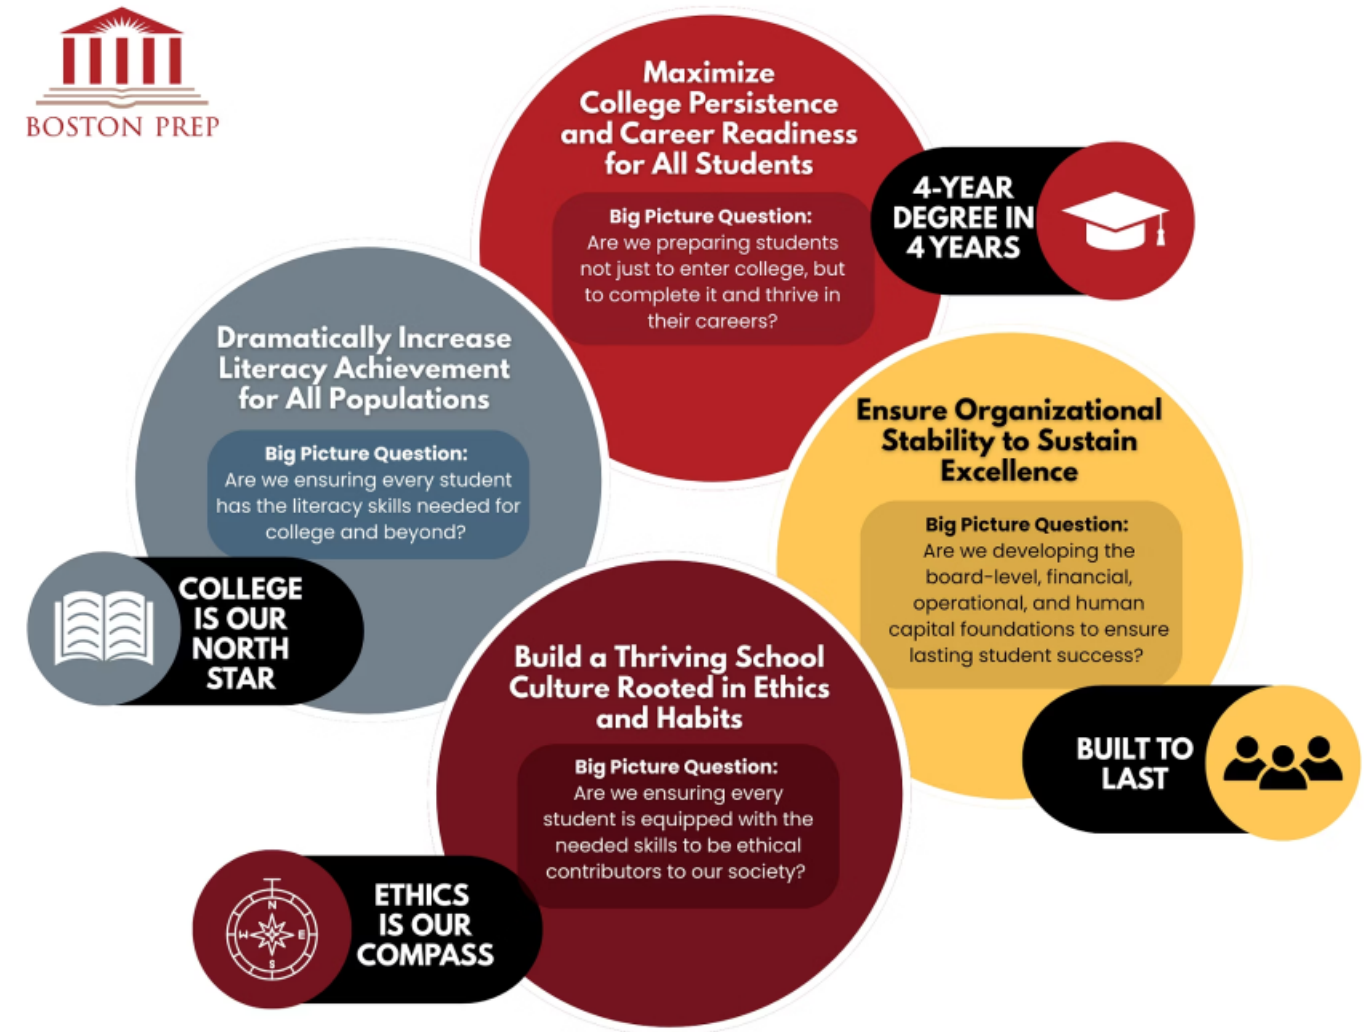 BOSTON PREP
Maximize
College Persistence
and Career Readiness
for All Students
Big Picture Question:
Are we preparing students
not just to enter college, but
to complete it and thrive in
their careers?
4-YEAR
DEGREE IN
4 YEARS
Dramatically Increase
Literacy Achievement
for All Populations
Big Picture Question:
Are we ensuring every student
has the literacy skills needed for
college and beyond?
COLLEGE
IS OUR
NORTH
STAR
Ensure Organizational
Stability to Sustain
Excellence
Big Picture Question:
Are we developing the
board-level, financial,
operational, and human
capital foundations to ensure
lasting student success?
BUILT TO
LAST
Build a Thriving School
Culture Rooted in Ethics
and Habits
Big Picture Question:
Are we ensuring every
student is equipped with the
needed skills to be ethical
contributors to our society?
ETHICS
IS OUR
COMPASS
N
W E
S